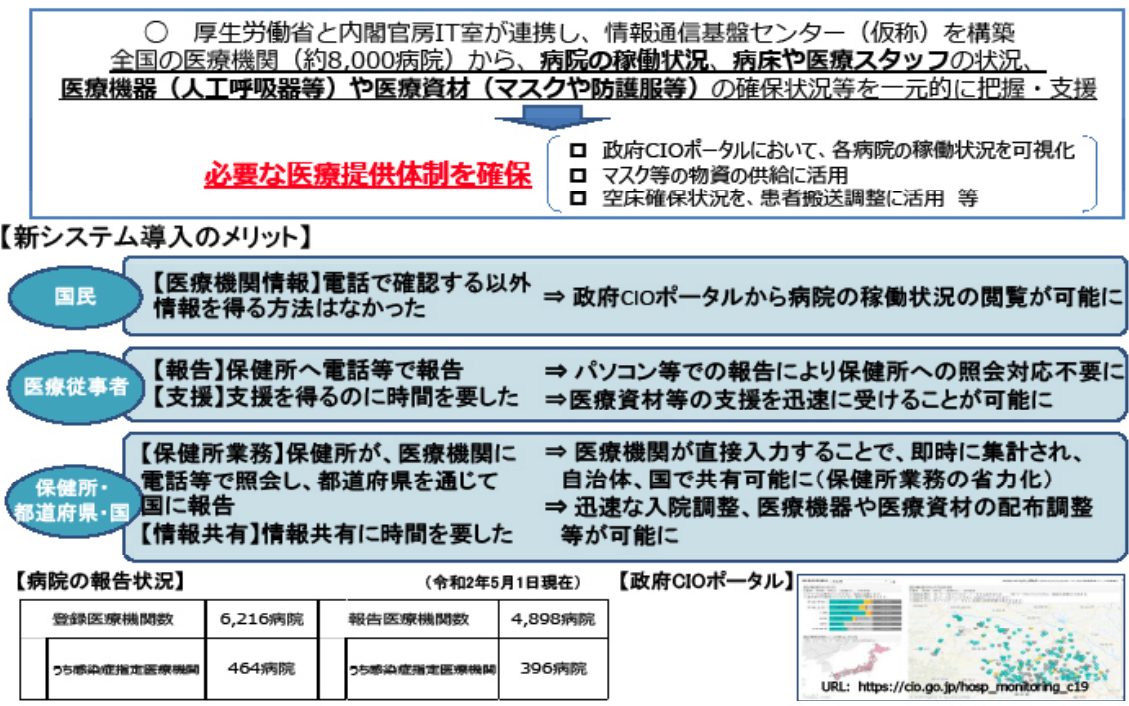 ○ 厚生労働省と内閣官房IT室が連携し、情報通信基盤センター（仮称）を構築
全国の医療機関（約8,000病院）から、病院の稼働状況、病床や医療スタッフの状況、
医療機器（人工呼吸器等）や医療資材（マスクや防護服等）の確保状況等を一元的に把握・支援
必要な医療提供体制を確保
政府CIOポータルにおいて、各病院の稼働状況を可視化
マスク等の物資の供給に活用
空床確保状況を、患者搬送調整に活用 等
【新システム導入のメリット】
国民
【医療機関情報】電話で確認する以外
情報を得る方法はなかった
⇒ 政府CIOポータルから病院の稼働状況の閲覧が可能に
医療従事者
【報告】保健所へ電話等で報告
【支援】支援を得るのに時間を要した
⇒ パソコン等での報告により保健所への照会対応不要に
⇒医療資材等の支援を迅速に受けることが可能に
保健所・
都道府県・国
【保健所業務】保健所が、医療機関に
電話等で照会し、都道府県を通じて
国に報告
【情報共有】情報共有に時間を要した
⇒ 医療機関が直接入力することで、即時に集計され、
自治体、国で共有可能に（保健所業務の省力化）
⇒ 迅速な入院調整、医療機器や医療資材の配布調整
等が可能に
【病院の報告状況】
（令和2年5月1日現在）
登録医療機関数 6,216病院 報告医療機関数 4,898病院
うち感染症指定医療機関 464病院 うち感染症指定医療機関 396病院
【政府CIOポータル】
URL: https://cio.go.jp/hosp_monitoring_c19